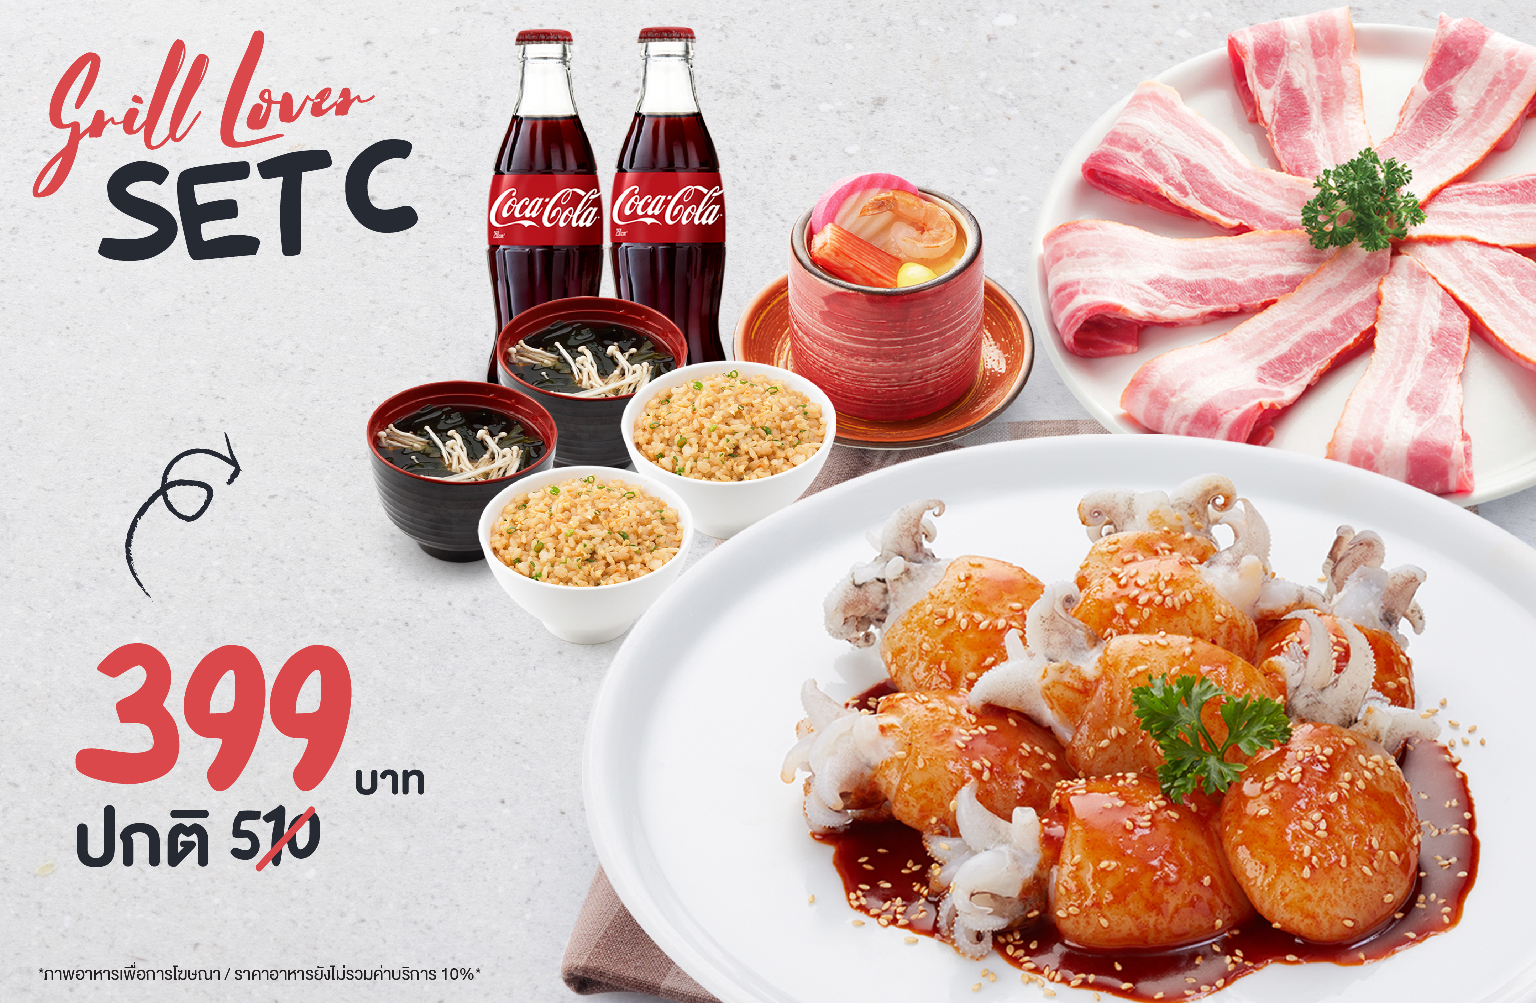 Grill Lover
SET C
Coca-Cola
Coca-Cola
399 บาท
ปกติ 510
*ภาพอาหารเพื่อการโฆษณา / ราคาอาหารยังไม่รวมค่าบริการ 10%*